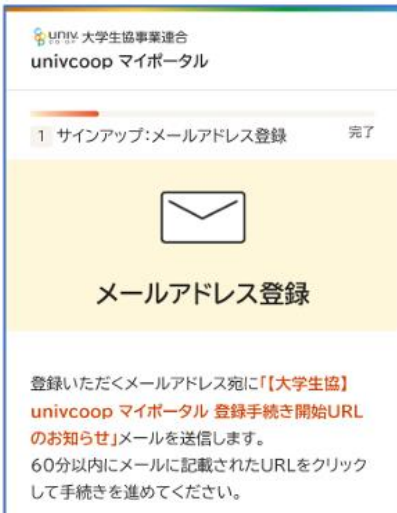 univ. 大学生協事業連合
CO-OP
univcoop マイポータル
1 サインアップ：メールアドレス登録 完了
メールアドレス登録
登録いただくメールアドレス宛に「【大学生協】
univcoop マイポータル 登録手続き開始URL
のお知らせ」メールを送信します。
60分以内にメールに記載されたURLをクリック
して手続きを進めてください。